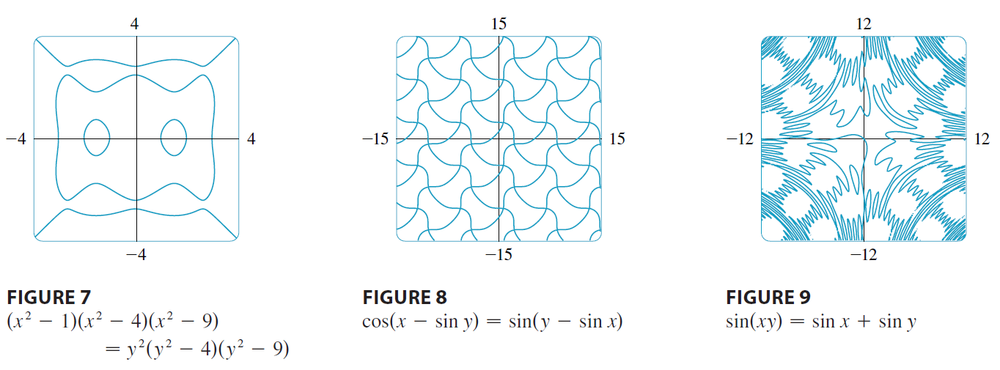 4
−4
4
−4
FIGURE 7
(x² − 1)(x² − 4)(x² − 9)
= y²(y² − 4)(y² − 9)
15
−15
15
−15
FIGURE 8
cos(x − sin y) = sin(y − sin x)
12
−12
12
−12
FIGURE 9
sin(xy) = sin x + sin y